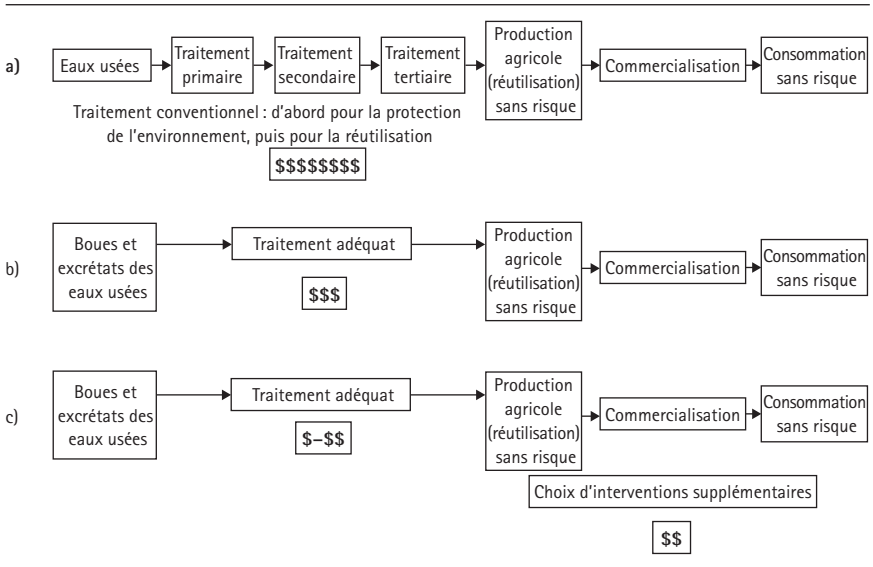 a)
Eaux usées
Traitement
primaire
Traitement
secondaire
Traitement
tertiaire
Production
agricole
(réutilisation)
sans risque
Commercialisation
Consommation
sans risque
Traitement conventionnel : d'abord pour la protection
de l'environnement, puis pour la réutilisation
$$$$$$$$
b)
Boues et
excrétats des
eaux usées
Traitement adéquat
$$$
Production
agricole
(réutilisation)
sans risque
Commercialisation
Consommation
sans risque
c)
Boues et
excrétats des
eaux usées
Traitement adéquat
$–$$
Production
agricole
(réutilisation)
sans risque
Commercialisation
Consommation
sans risque
Choix d'interventions supplémentaires
$$